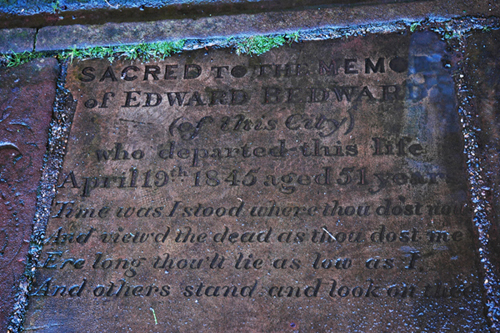 SACRED TO THE MEMO
of EDWARD BEDWARD
(of this City)
who departed this life
April 19th 1845 aged 51 year
Time was I stood where thou dost now
And view'd the dead as thou dost me
Ere long thou'lt lie as low as I,
And others stand and look on thee